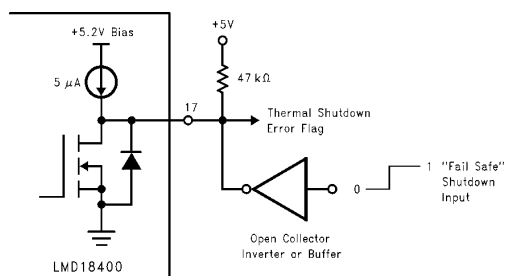 +5.2V Bias
5 μA
+5V
47 kΩ
17
Thermal Shutdown
Error Flag
0
1 "Fail Safe"
Shutdown
Input
Open Collector
Inverter or Buffer
LMD18400